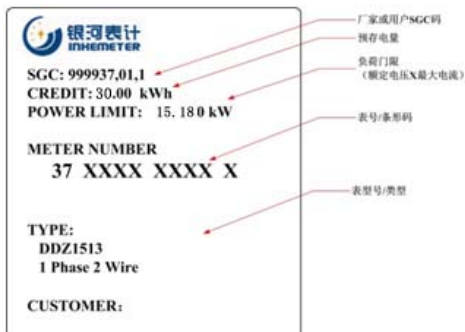 银河表计
INHEMETER
SGC: 999937,01,1
CREDIT: 30.00 kWh
POWER LIMIT: 15.180 kW
METER NUMBER
37 XXXX XXXX X
TYPE:
DDZ1513
1 Phase 2 Wire
CUSTOMER:
厂家或用户SGC码
预存电量
负荷门限
（额定电压X最大电流）
表号/条形码
表型号/类型